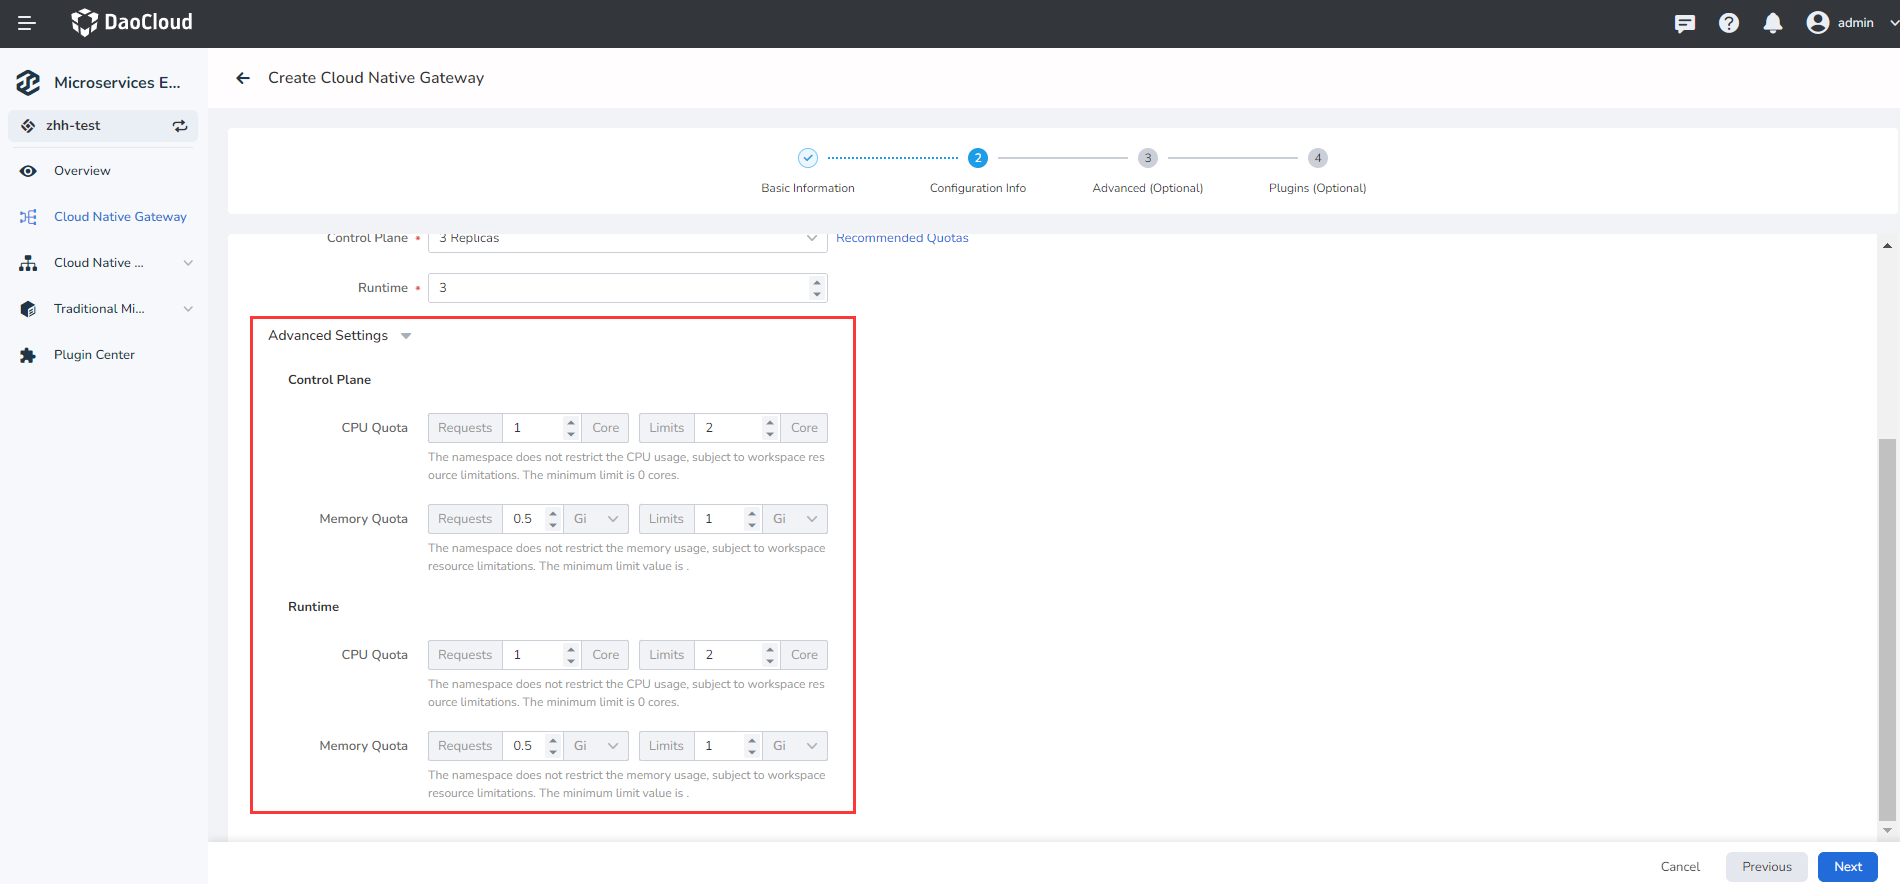 DaoCloud
admin
Microservices E...
zhh-test
Overview
Cloud Native Gateway
Cloud Native ...
Traditional Mi...
Plugin Center
Create Cloud Native Gateway
2
3
4
Basic Information
Configuration Info
Advanced (Optional)
Plugins (Optional)
Control Plane * 3 Replicas Recommended Quotas
Runtime * 3
Advanced Settings
Control Plane
CPU Quota Requests 1 Core Limits 2 Core
The namespace does not restrict the CPU usage, subject to workspace res
ource limitations. The minimum limit is 0 cores.
Memory Quota Requests 0.5 Gi Limits 1 Gi
The namespace does not restrict the memory usage, subject to workspace
resource limitations. The minimum limit value is .
Runtime
CPU Quota Requests 1 Core Limits 2 Core
The namespace does not restrict the CPU usage, subject to workspace res
ource limitations. The minimum limit is 0 cores.
Memory Quota Requests 0.5 Gi Limits 1 Gi
The namespace does not restrict the memory usage, subject to workspace
resource limitations. The minimum limit value is .
Cancel Previous Next